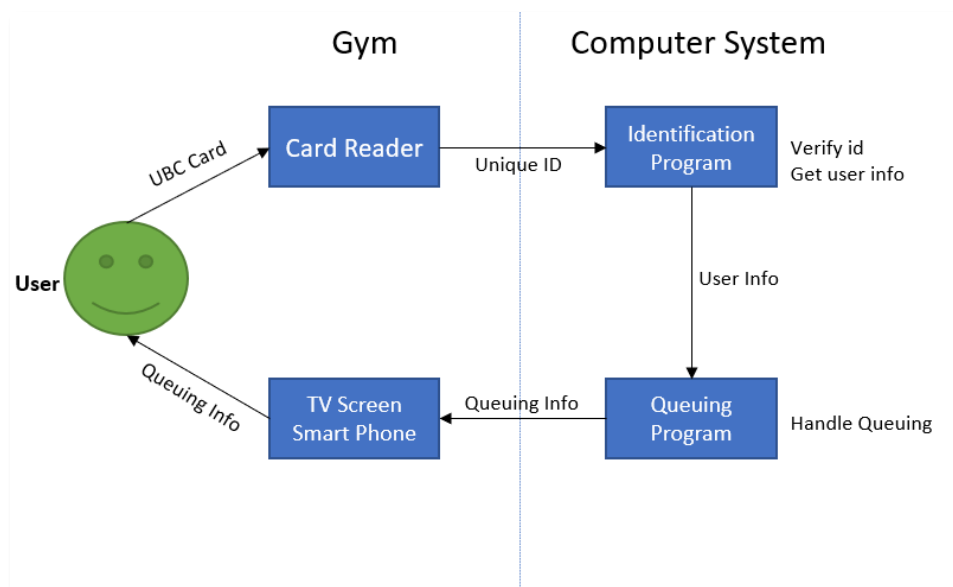 Gym
Computer System
Card Reader
Identification
Program
Verify id
Get user info
UBC Card
Unique ID
User
User Info
Queuing Info
TV Screen
Smart Phone
Queuing Info
Queuing
Program
Handle Queuing